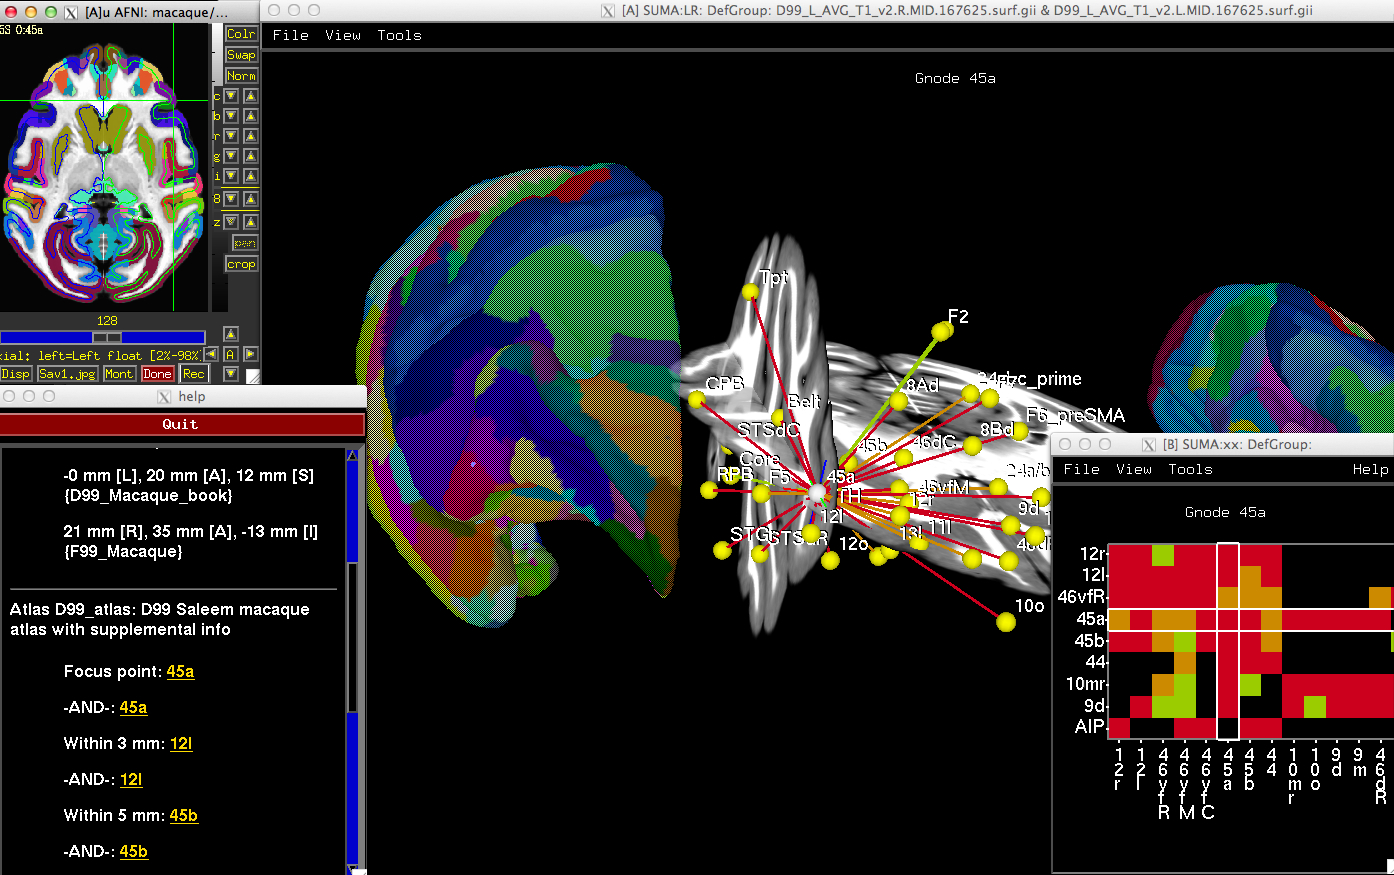 [A]u AFNI: macaque/...
5S 0:45a
Colr
Swap
Norm
c
b
r
g
i
8
z
pan
crop
128
xial: left=Left float [2%-98%]
A
Disp
Sav1.jpg
Mont
Done
Rec
help
Quit
-0 mm [L], 20 mm [A], 12 mm [S]
{D99_Macaque_book}
21 mm [R], 35 mm [A], -13 mm [I]
{F99_Macaque}
Atlas D99_atlas: D99 Saleem macaque
atlas with supplemental info
Focus point: 45a
-AND-: 45a
Within 3 mm: 12l
-AND-: 12l
Within 5 mm: 45b
-AND-: 45b
[A] SUMA:LR: DefGroup: D99_L_AVG_T1_v2.R.MID.167625.surf.gii & D99_L_AVG_T1_v2.L.MID.167625.surf.gii
File View Tools
Gnode 45a
Tpt
F2
CPB
8Ad
c_prime
Belt
F6_preSMA
STSdC
8Bd
45b
46dC
Core
24a/b
RPB
F5
45a
46vfM
TH
12r
9d
12l
11l
STGr
STSdR
12o
13l
46d
10o
[B] SUMA:xx: DefGroup:
File View Tools Help
Gnode 45a
12r
12l
46vfR
45a
45b
44
10mr
9d
AIP
12r
12l
46vfR
46vfM
46vfC
45a
45b
44
10mr
10o
9d
9m
46dR